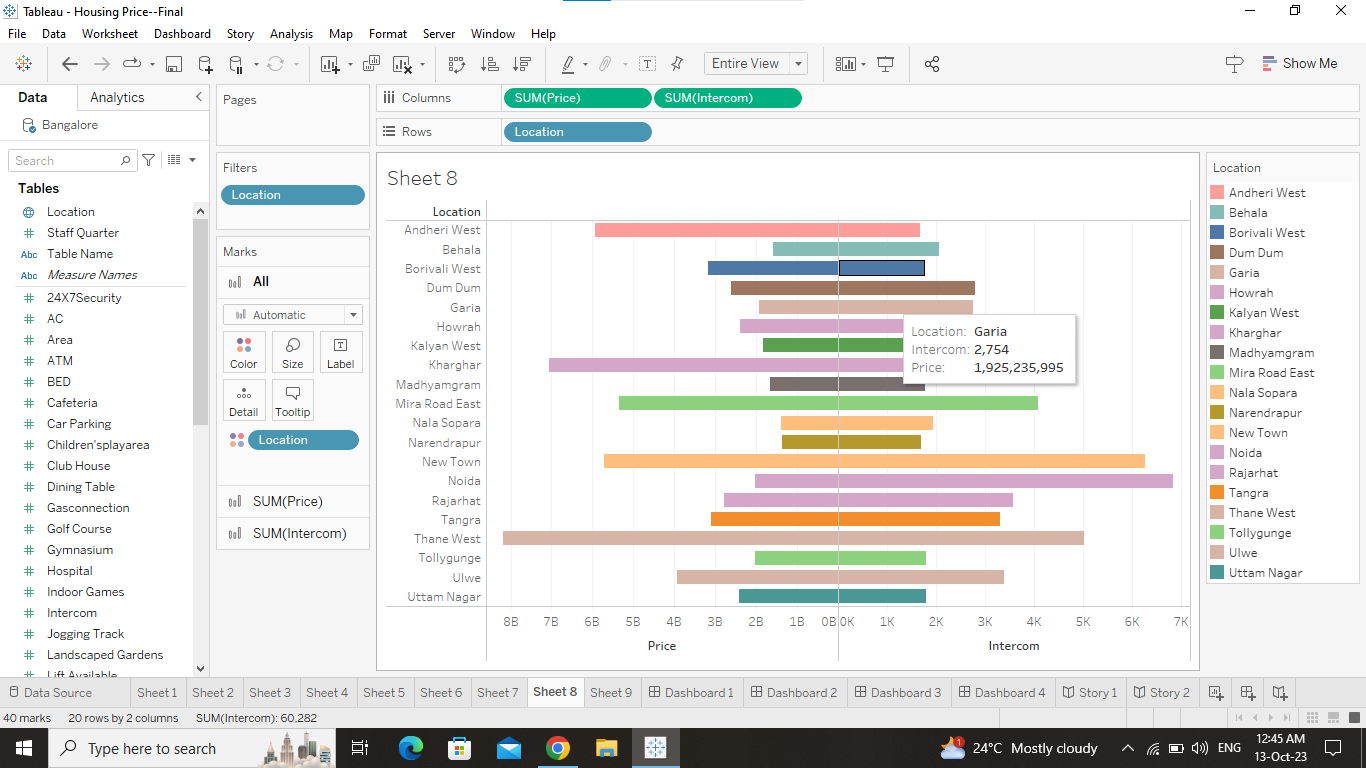 Tableau - Housing Price--Final
File Data Worksheet Dashboard Story Analysis Map Format Server Window Help
Entire View
Show Me
Data Analytics
Bangalore
Search
Tables
Location
Staff Quarter
Abc Table Name
Abc Measure Names
24X7Security
AC
Area
ATM
BED
Cafeteria
Car Parking
Children'splayarea
Club House
Dining Table
Gasconnection
Golf Course
Gymnasium
Hospital
Indoor Games
Intercom
Jogging Track
Landscaped Gardens
Lift Available
Pages
Filters
Location
Marks
All
Automatic
Color Size Label
Detail Tooltip
Location
SUM(Price)
SUM(Intercom)
Columns SUM(Price) SUM(Intercom)
Rows Location
Sheet 8
Location
Andheri West
Behala
Borivali West
Dum Dum
Garia
Howrah
Kalyan West
Kharghar
Madhyamgram
Mira Road East
Nala Sopara
Narendrapur
New Town
Noida
Rajarhat
Tangra
Thane West
Tollygunge
Ulwe
Uttam Nagar
Location: Garia
Intercom: 2,754
Price: 1,925,235,995
8B 7B 6B 5B 4B 3B 2B 1B 0B 0K 1K 2K 3K 4K 5K 6K 7K
Price Intercom
Location
Andheri West
Behala
Borivali West
Dum Dum
Garia
Howrah
Kalyan West
Kharghar
Madhyamgram
Mira Road East
Nala Sopara
Narendrapur
New Town
Noida
Rajarhat
Tangra
Thane West
Tollygunge
Ulwe
Uttam Nagar
Data Source Sheet 1 Sheet 2 Sheet 3 Sheet 4 Sheet 5 Sheet 6 Sheet 7 Sheet 8 Sheet 9 Dashboard 1 Dashboard 2 Dashboard 3 Dashboard 4 Story 1 Story 2
40 marks 20 rows by 2 columns SUM(Intercom): 60,282
Type here to search
1 24°C Mostly cloudy ENG 12:45 AM
13-Oct-23